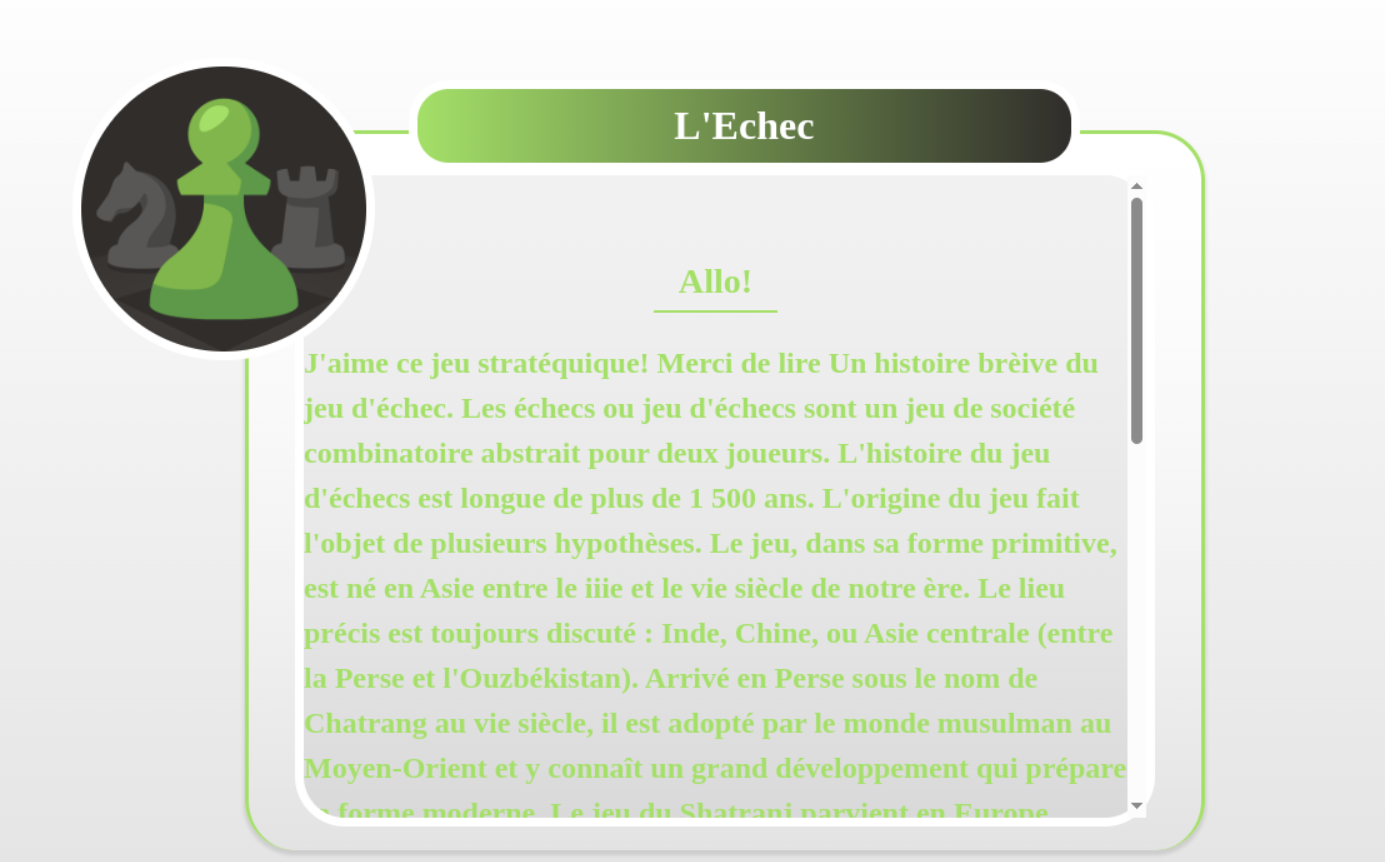 L'Echec
Allo!
J'aime ce jeu stratéquique! Merci de lire Un histoire brèive du
jeu d'échec. Les échecs ou jeu d'échecs sont un jeu de société
combinatoire abstrait pour deux joueurs. L'histoire du jeu
d'échecs est longue de plus de 1 500 ans. L'origine du jeu fait
l'objet de plusieurs hypothèses. Le jeu, dans sa forme primitive,
est né en Asie entre le iiie et le vie siècle de notre ère. Le lieu
précis est toujours discuté : Inde, Chine, ou Asie centrale (entre
la Perse et l'Ouzbékistan). Arrivé en Perse sous le nom de
Chatrang au vie siècle, il est adopté par le monde musulman au
Moyen-Orient et y connaît un grand développement qui prépare
forme moderne. Le jeu du Shatranj parvient en Europe